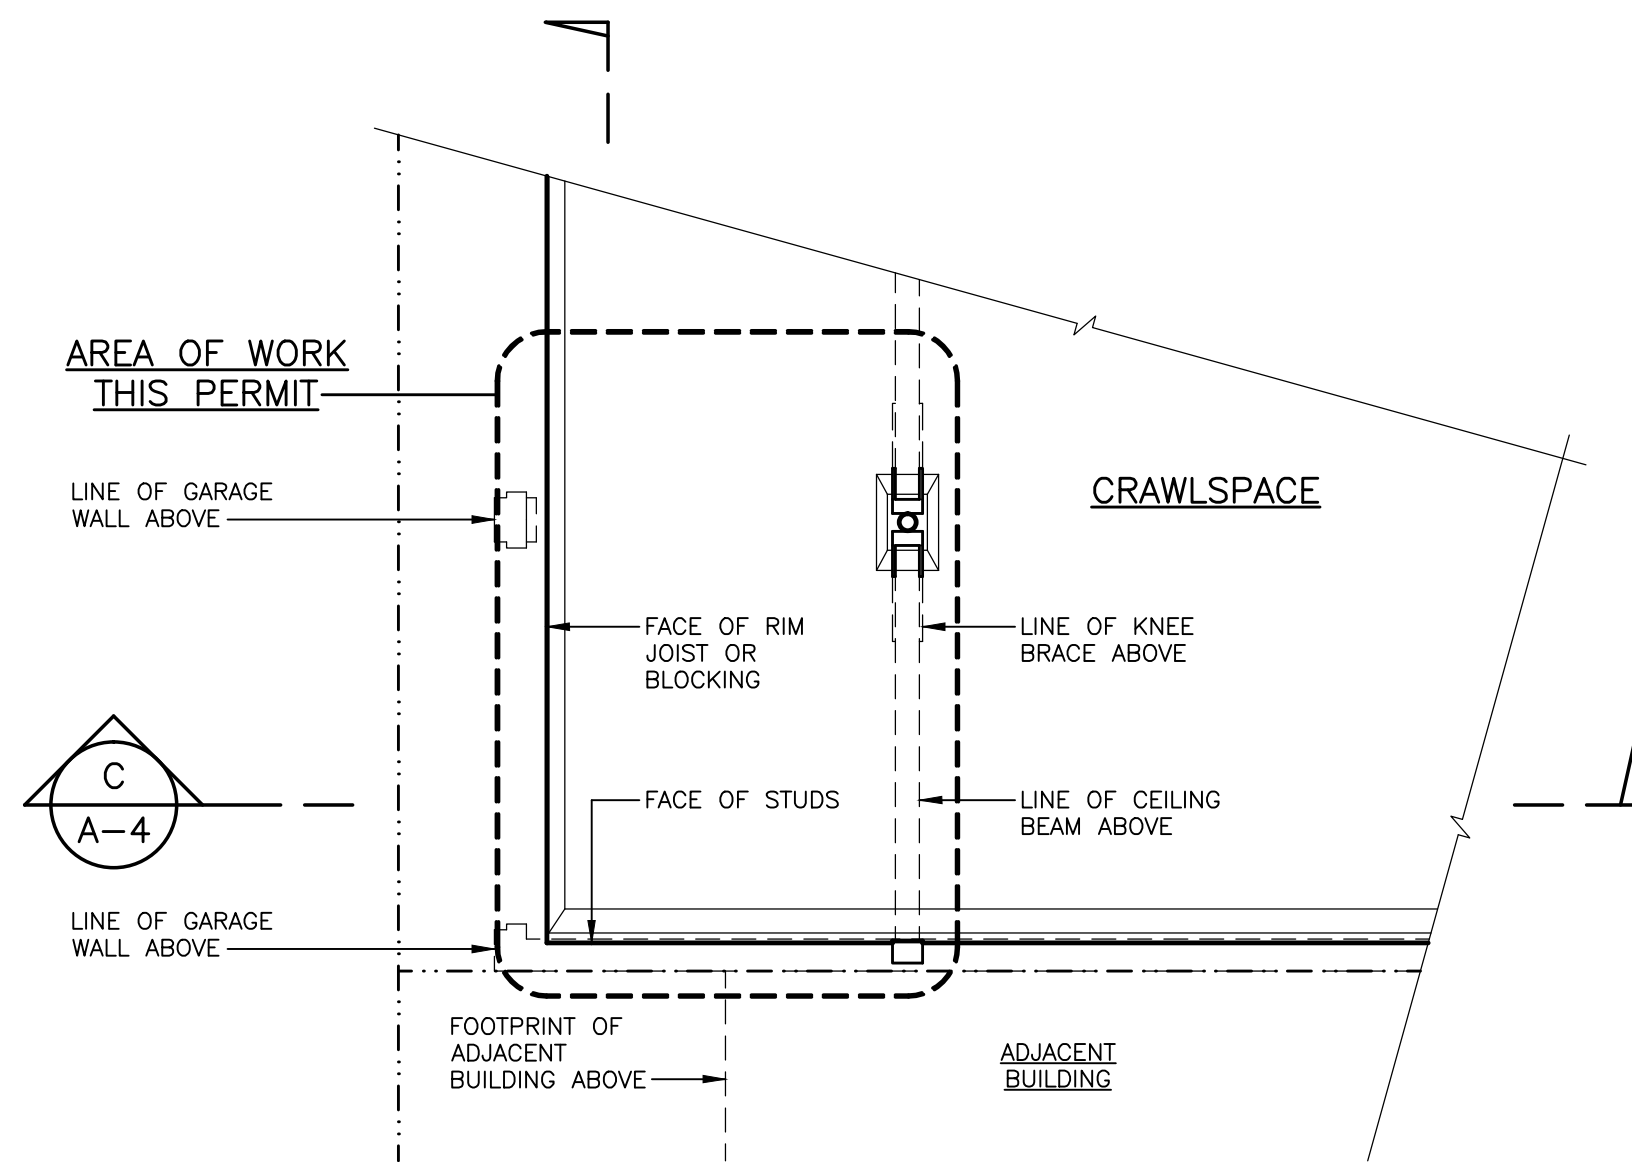 AREA OF WORK
THIS PERMIT
LINE OF GARAGE
WALL ABOVE
CRAWLSPACE
FACE OF RIM
JOIST OR
BLOCKING
LINE OF KNEE
BRACE ABOVE
C
A-4
FACE OF STUDS
LINE OF CEILING
BEAM ABOVE
LINE OF GARAGE
WALL ABOVE
FOOTPRINT OF
ADJACENT
BUILDING ABOVE
ADJACENT
BUILDING